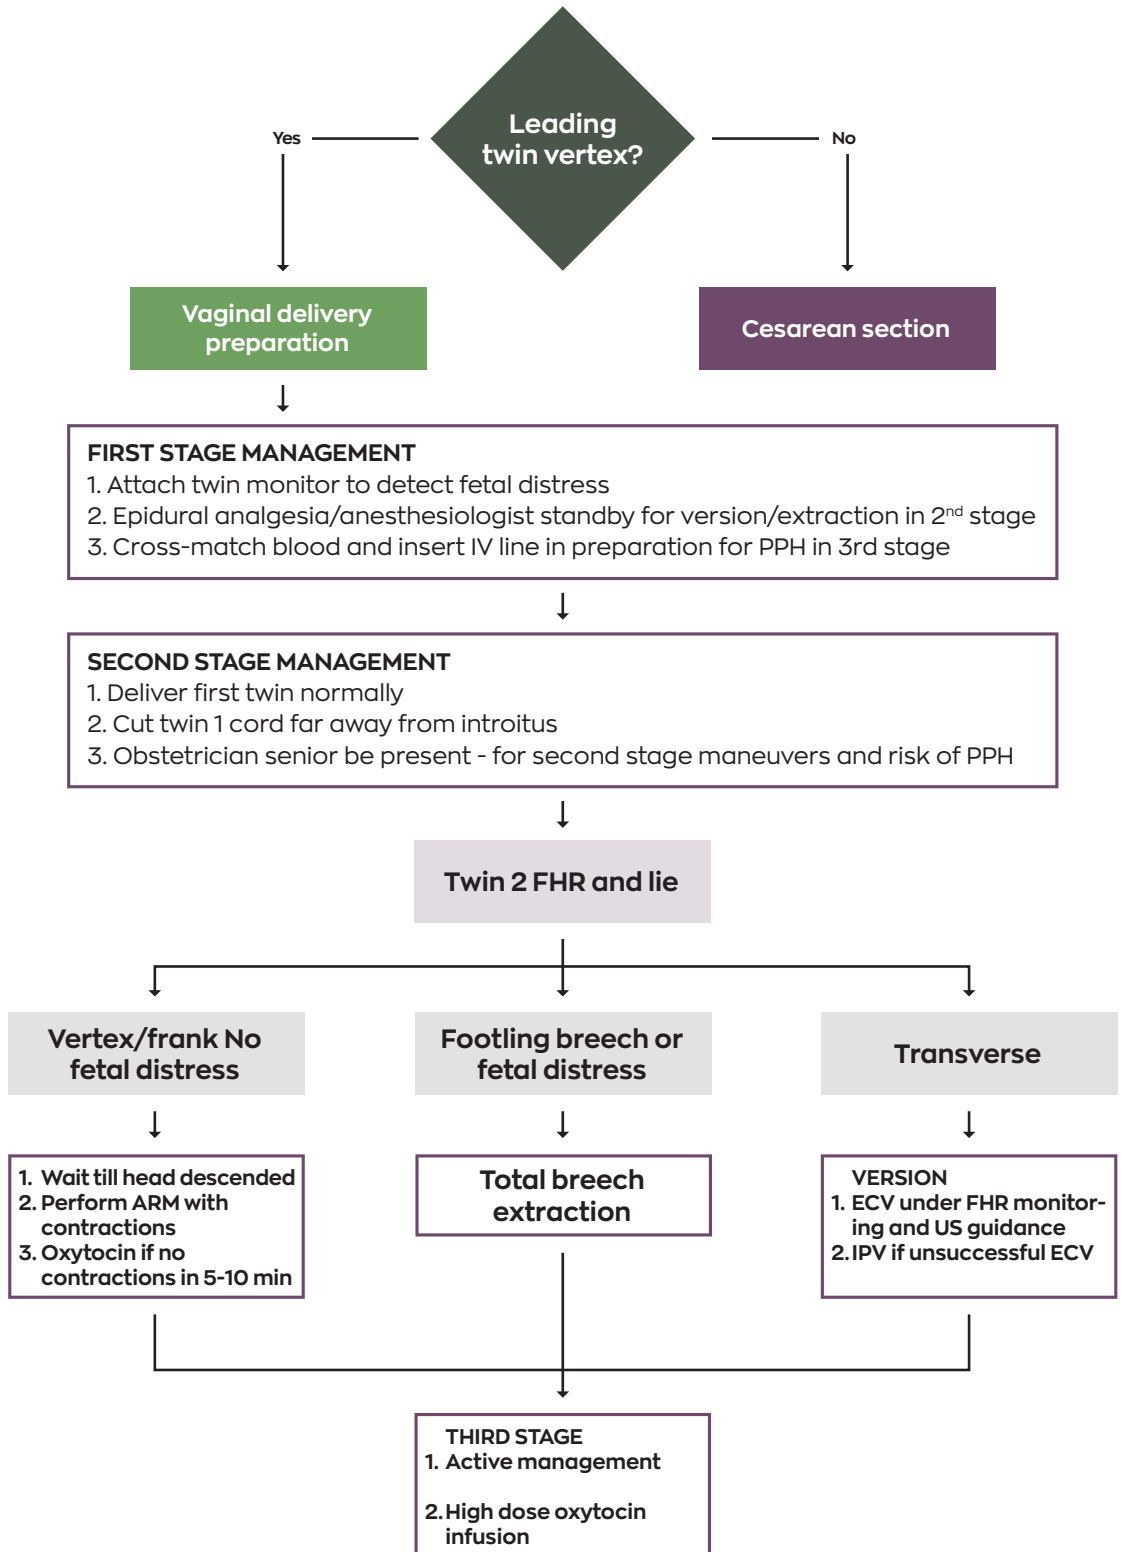 Leading
twin vertex?
Yes
No
Vaginal delivery
preparation
Cesarean section
FIRST STAGE MANAGEMENT
1. Attach twin monitor to detect fetal distress
2. Epidural analgesia/anesthesiologist standby for version/extraction in 2nd stage
3. Cross-match blood and insert IV line in preparation for PPH in 3rd stage
SECOND STAGE MANAGEMENT
1. Deliver first twin normally
2. Cut twin 1 cord far away from introitus
3. Obstetrician senior be present - for second stage maneuvers and risk of PPH
Twin 2 FHR and lie
Vertex/frank No
fetal distress
Footling breech or
fetal distress
Transverse
1. Wait till head descended
2. Perform ARM with
contractions
3. Oxytocin if no
contractions in 5-10 min
Total breech
extraction
VERSION
1. ECV under FHR monitor-
ing and US guidance
2. IPV if unsuccessful ECV
THIRD STAGE
1. Active management
2. High dose oxytocin
infusion